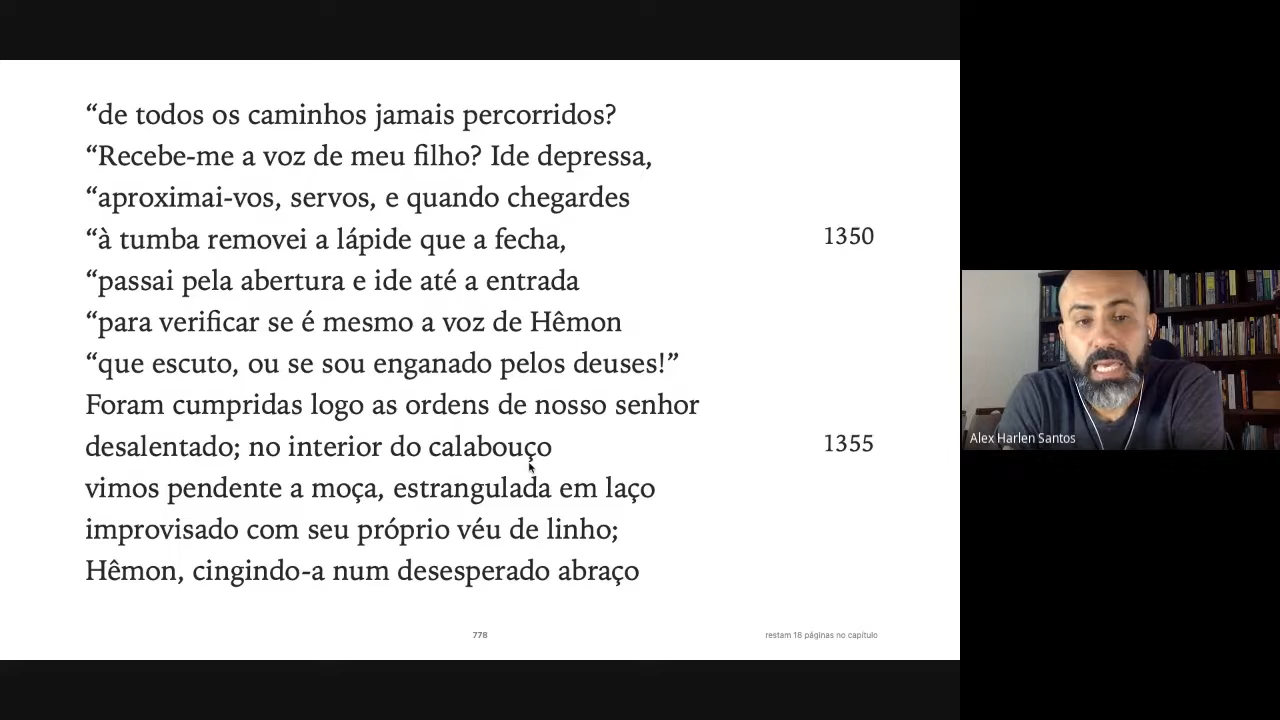 “de todos os caminhos jamais percorridos?
“Recebe-me a voz de meu filho? Ide depressa,
“aproximai-vos, servos, e quando chegardes
“à tumba removei a lápide que a fecha, 1350
“passai pela abertura e ide até a entrada
“para verificar se é mesmo a voz de Hêmon
“que escuto, ou se sou enganado pelos deuses!”
Foram cumpridas logo as ordens de nosso senhor
desalentado; no interior do calabouço 1355
vimos pendente a moça, estrangulada em laço
improvisado com seu próprio véu de linho;
Hêmon, cingindo-a num desesperado abraço
778 restam 18 páginas no capítulo
Alex Harlen Santos